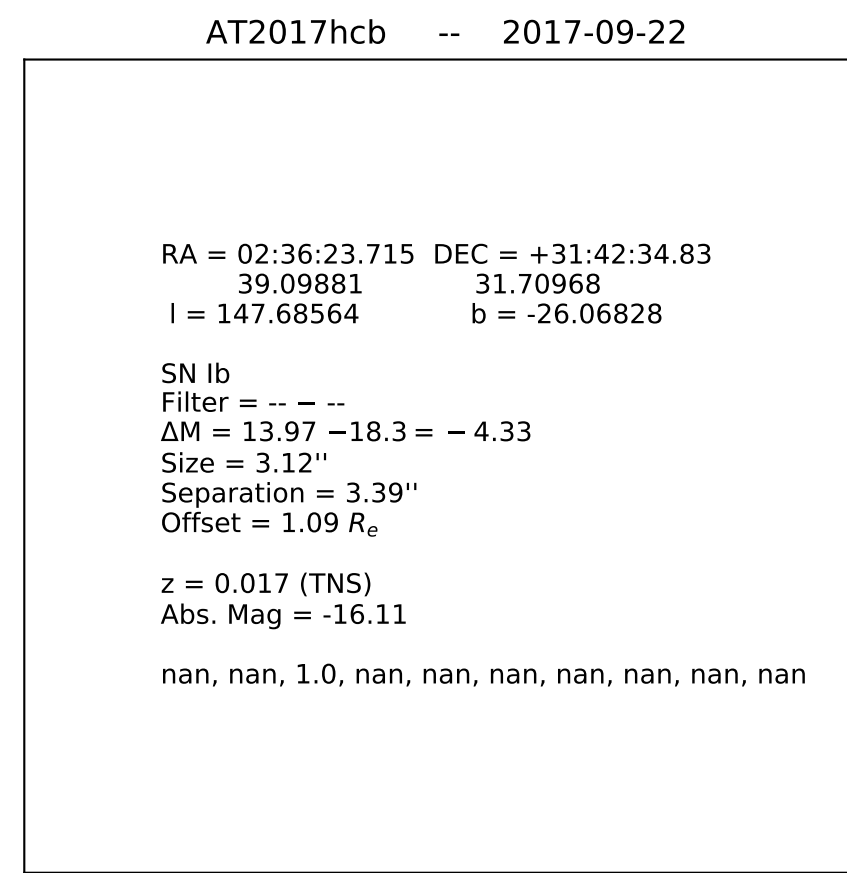 AT2017hcb -- 2017-09-22
RA = 02:36:23.715 DEC = +31:42:34.83
39.09881 31.70968
l = 147.68564 b = -26.06828
SN Ib
Filter = -- − --
ΔM = 13.97 −18.3 = − 4.33
Size = 3.12''
Separation = 3.39''
Offset = 1.09 Rₑ
z = 0.017 (TNS)
Abs. Mag = -16.11
nan, nan, 1.0, nan, nan, nan, nan, nan, nan, nan